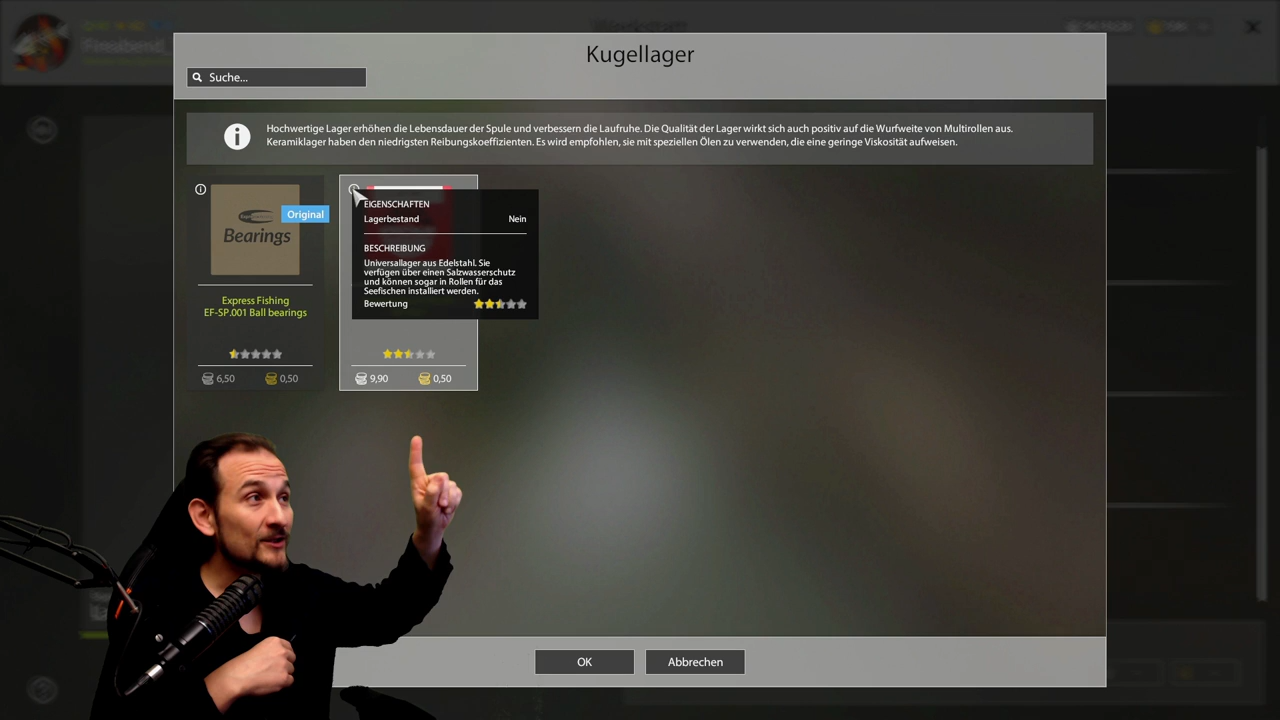 Kugellager
Suche...
Hochwertige Lager erhöhen die Lebensdauer der Spule und verbessern die Laufruhe. Die Qualität der Lager wirkt sich auch positiv auf die Wurfweite von Multirollen aus.
Keramiklager haben den niedrigsten Reibungskoeffizienten. Es wird empfohlen, sie mit speziellen Ölen zu verwenden, die eine geringe Viskosität aufweisen.
Original
Bearings
Express Fishing
EF-SP.001 Ball bearings
6,50 0,50
EIGENSCHAFTEN
Lagerbestand Nein
BESCHREIBUNG
Universallager aus Edelstahl. Sie
verfügen über einen Salzwasserschutz
und können sogar in Rollen für das
Seefischen installiert werden.
Bewertung
9,90 0,50
OK Abbrechen